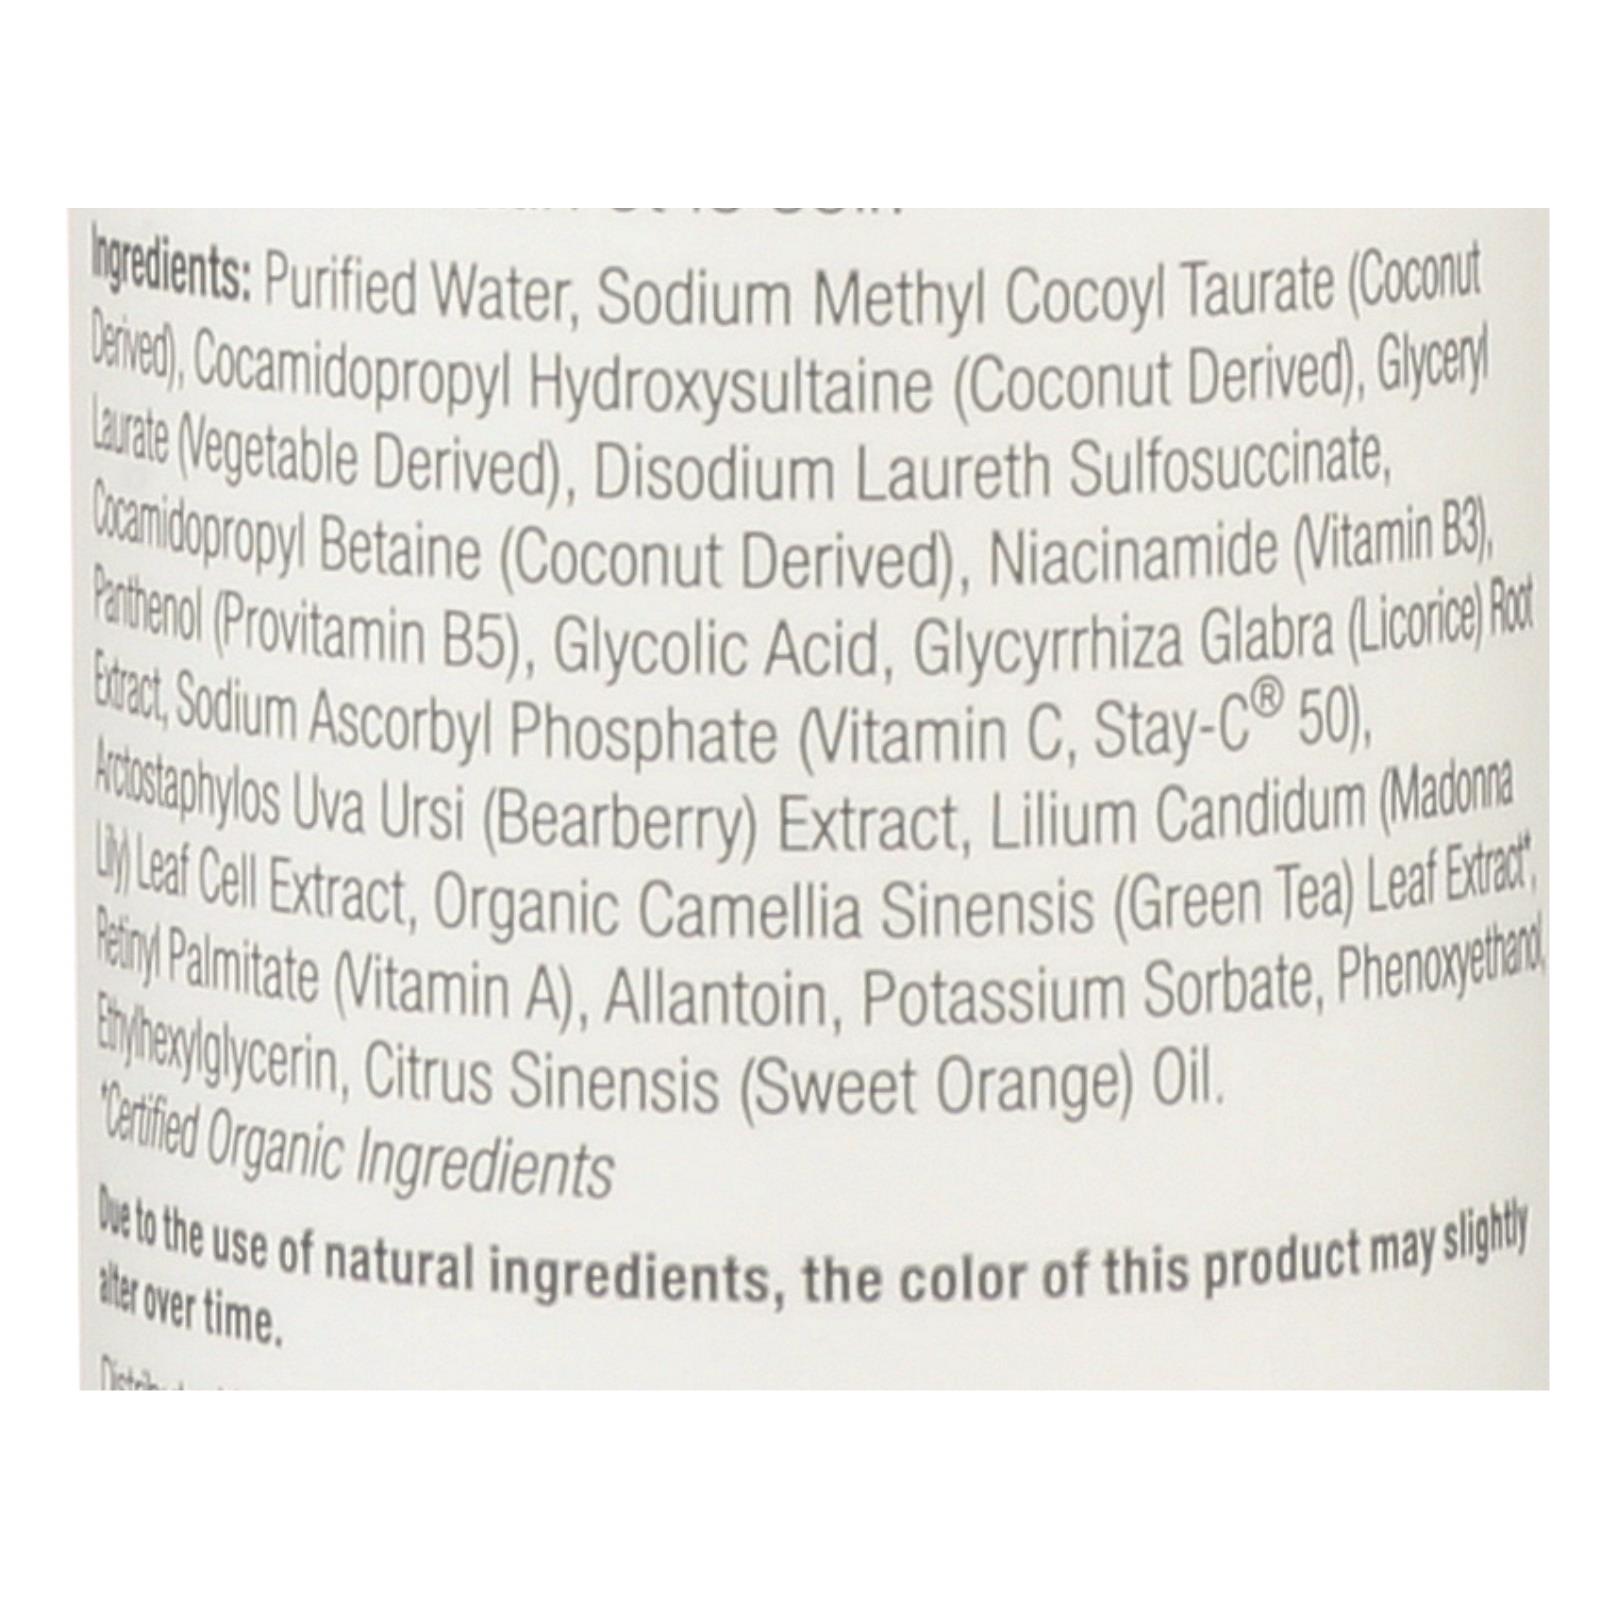 Ingredients: Purified Water, Sodium Methyl Cocoyl Taurate (Coconut
Derived), Cocamidopropyl Hydroxysultaine (Coconut Derived), Glyceryl
Laurate (Vegetable Derived), Disodium Laureth Sulfosuccinate,
Cocamidopropyl Betaine (Coconut Derived), Niacinamide (Vitamin B3),
Panthenol (Provitamin B5), Glycolic Acid, Glycyrrhiza Glabra (Licorice) Root
Extract, Sodium Ascorbyl Phosphate (Vitamin C, Stay-C® 50),
Arctostaphylos Uva Ursi (Bearberry) Extract, Lilium Candidum (Madonna
Lily) Leaf Cell Extract, Organic Camellia Sinensis (Green Tea) Leaf Extract*,
Retinyl Palmitate (Vitamin A), Allantoin, Potassium Sorbate, Phenoxyethanol,
Ethylhexylglycerin, Citrus Sinensis (Sweet Orange) Oil.
*Certified Organic Ingredients
Due to the use of natural ingredients, the color of this product may slightly
alter over time.